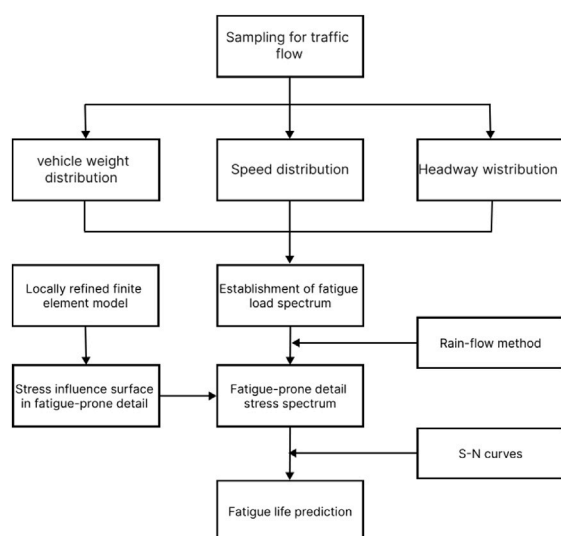 Sampling for traffic
flow
vehicle weight
distribution
Speed distribution
Headway wistribution
Locally refined finite
element model
Establishment of fatigue
load spectrum
Rain-flow method
Stress influence surface
in fatigue-prone detail
Fatigue-prone detail
stress spectrum
S-N curves
Fatigue life prediction